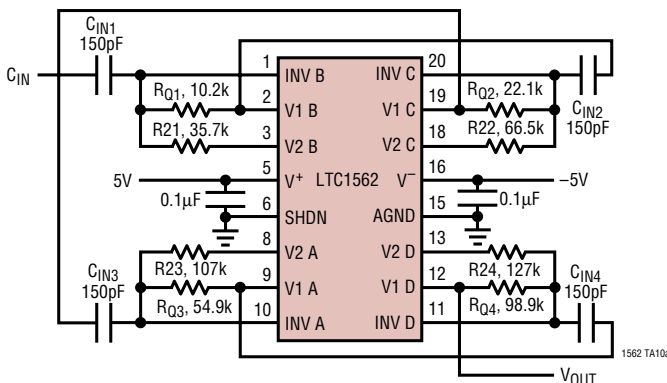 CIN1
150pF
CIN
RQ1, 10.2k
R21, 35.7k
5V
0.1µF
CIN3
150pF
R23, 107k
RQ3, 54.9k
1 INV B
2 V1 B
3 V2 B
5 V+
6 SHDN
8 V2 A
9 V1 A
10 INV A
LTC1562
INV C 20
V1 C 19
V2 C 18
V– 16
AGND 15
V2 D 13
V1 D 12
INV D 11
RQ2, 22.1k
R22, 66.5k
CIN2
150pF
–5V
0.1µF
R24, 127k
RQ4, 98.9k
CIN4
150pF
1562 TA10a
VOUT